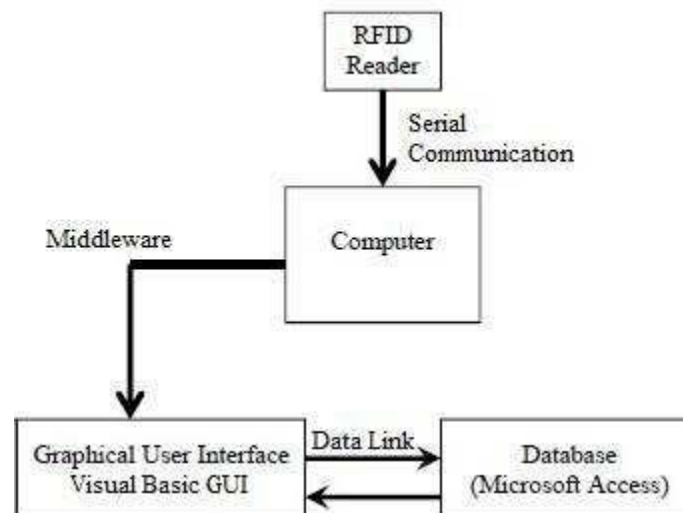 RFID
Reader
Serial
Communication
Computer
Middleware
Graphical User Interface
Visual Basic GUI
Data Link
Database
(Microsoft Access)